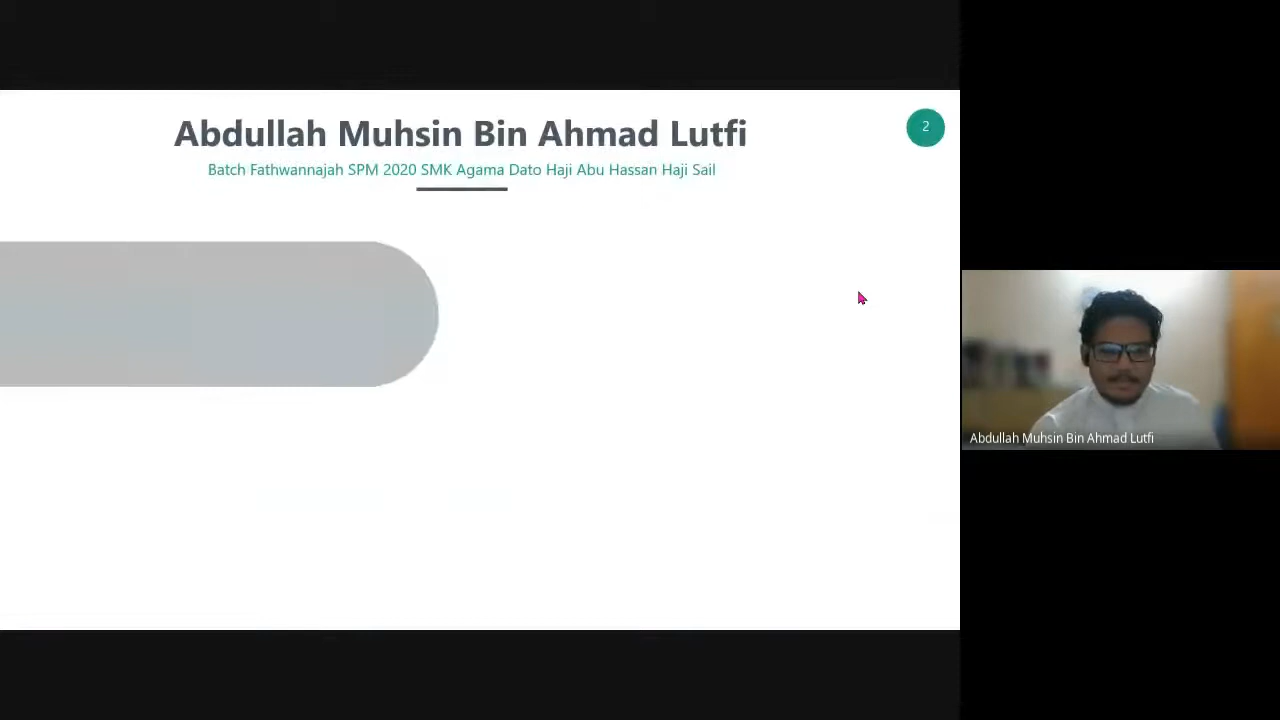 Abdullah Muhsin Bin Ahmad Lutfi
2
Batch Fathwannajah SPM 2020 SMK Agama Dato Haji Abu Hassan Haji Sail
Abdullah Muhsin Bin Ahmad Lutfi